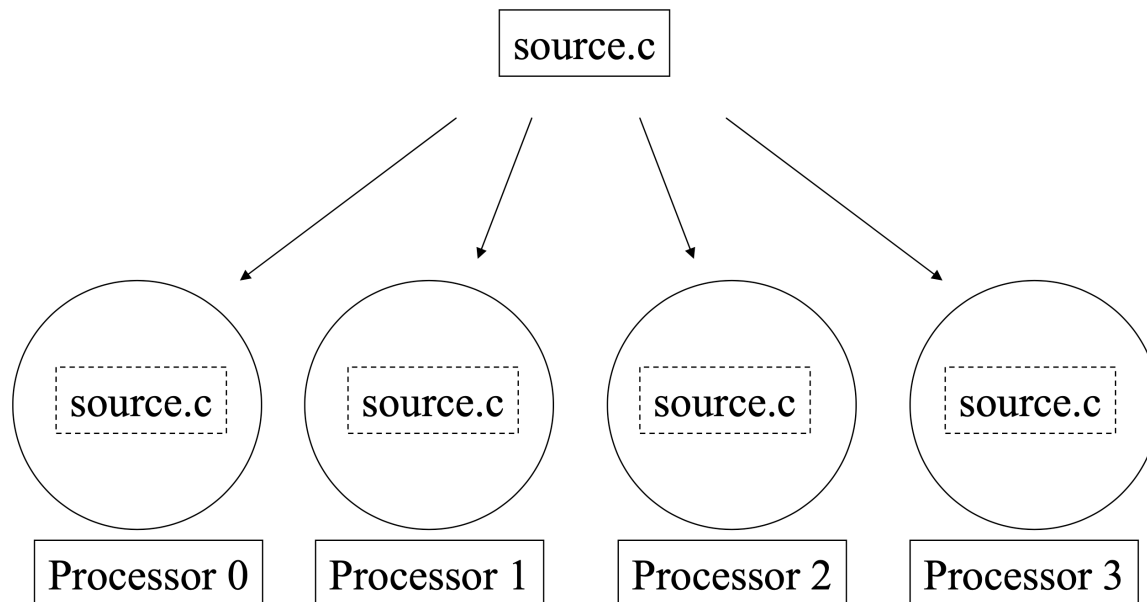 source.c
source.c
source.c
source.c
source.c
Processor 0
Processor 1
Processor 2
Processor 3